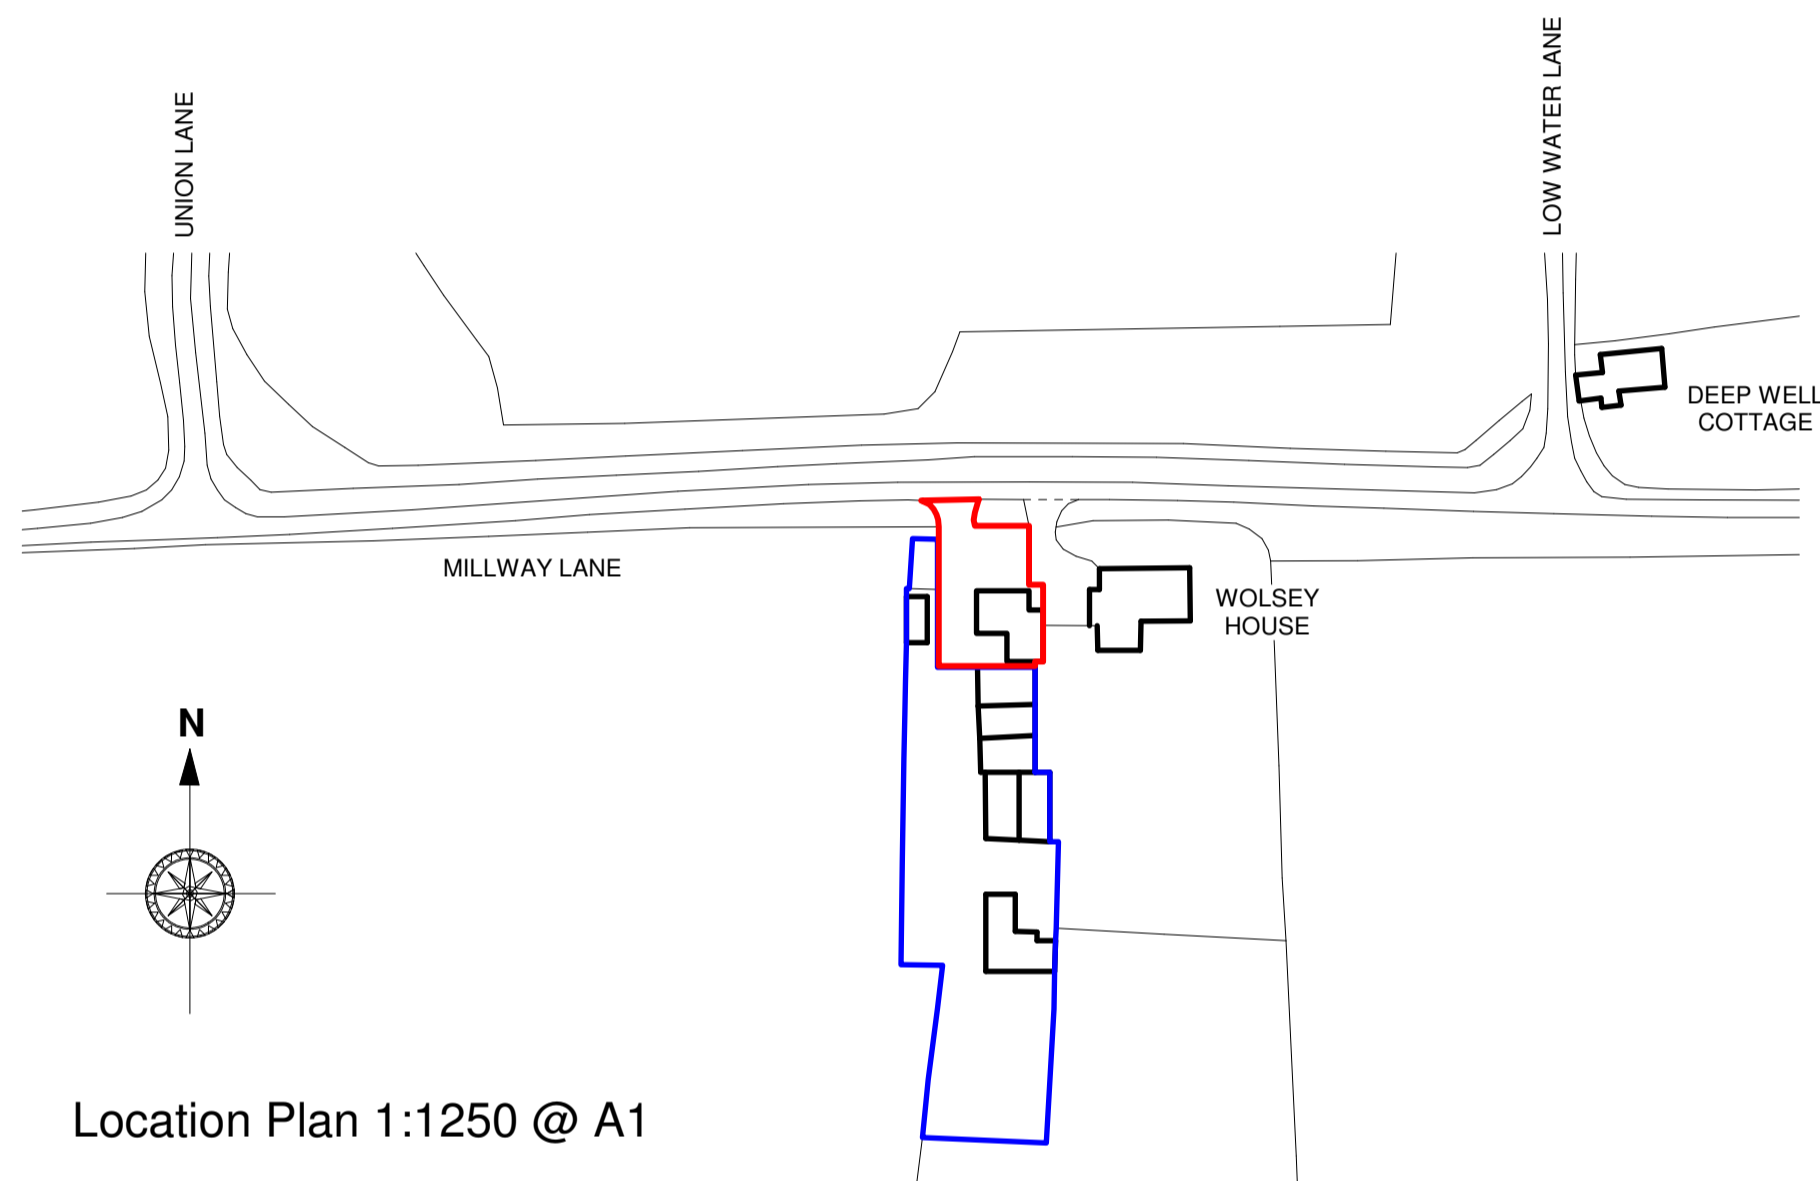 UNION LANE
LOW WATER LANE
DEEP WELL
COTTAGE
MILLWAY LANE
WOLSEY
HOUSE
N
Location Plan 1:1250 @ A1